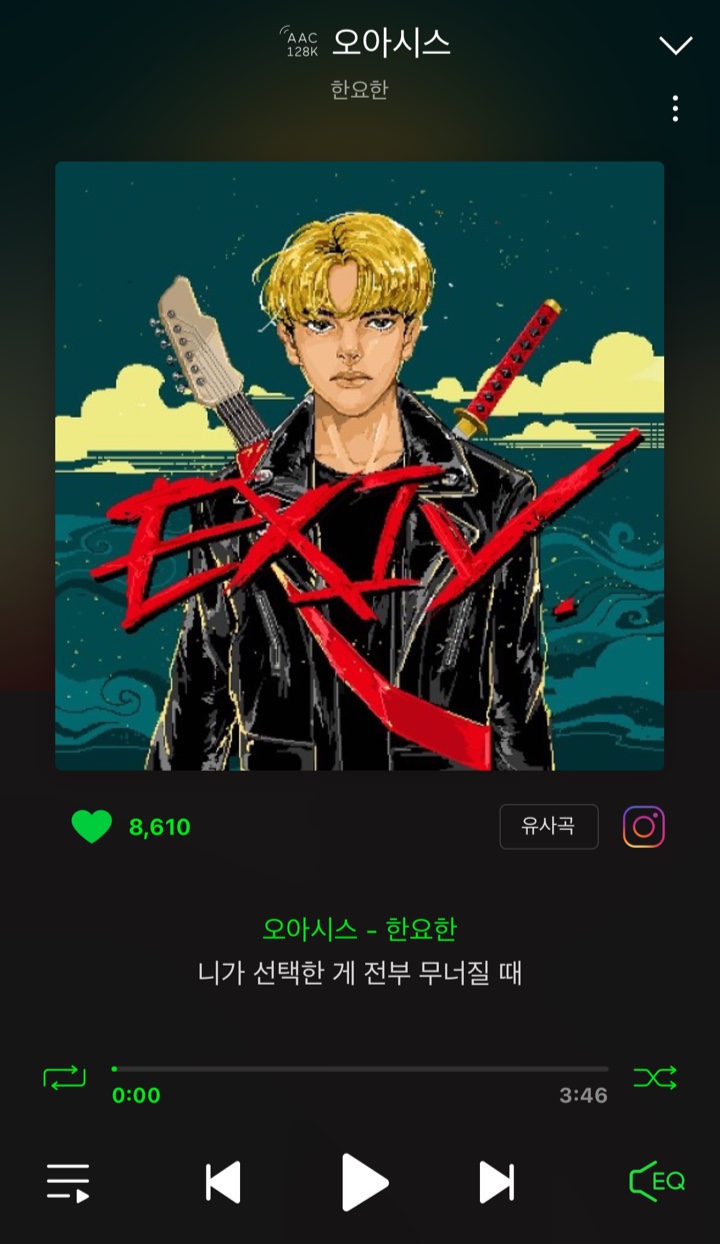 AAC
128K
오아시스
한요한
EXIV.
8,610
유사곡
오아시스 - 한요한
니가 선택한 게 전부 무너질 때
0:00
3:46
EQ